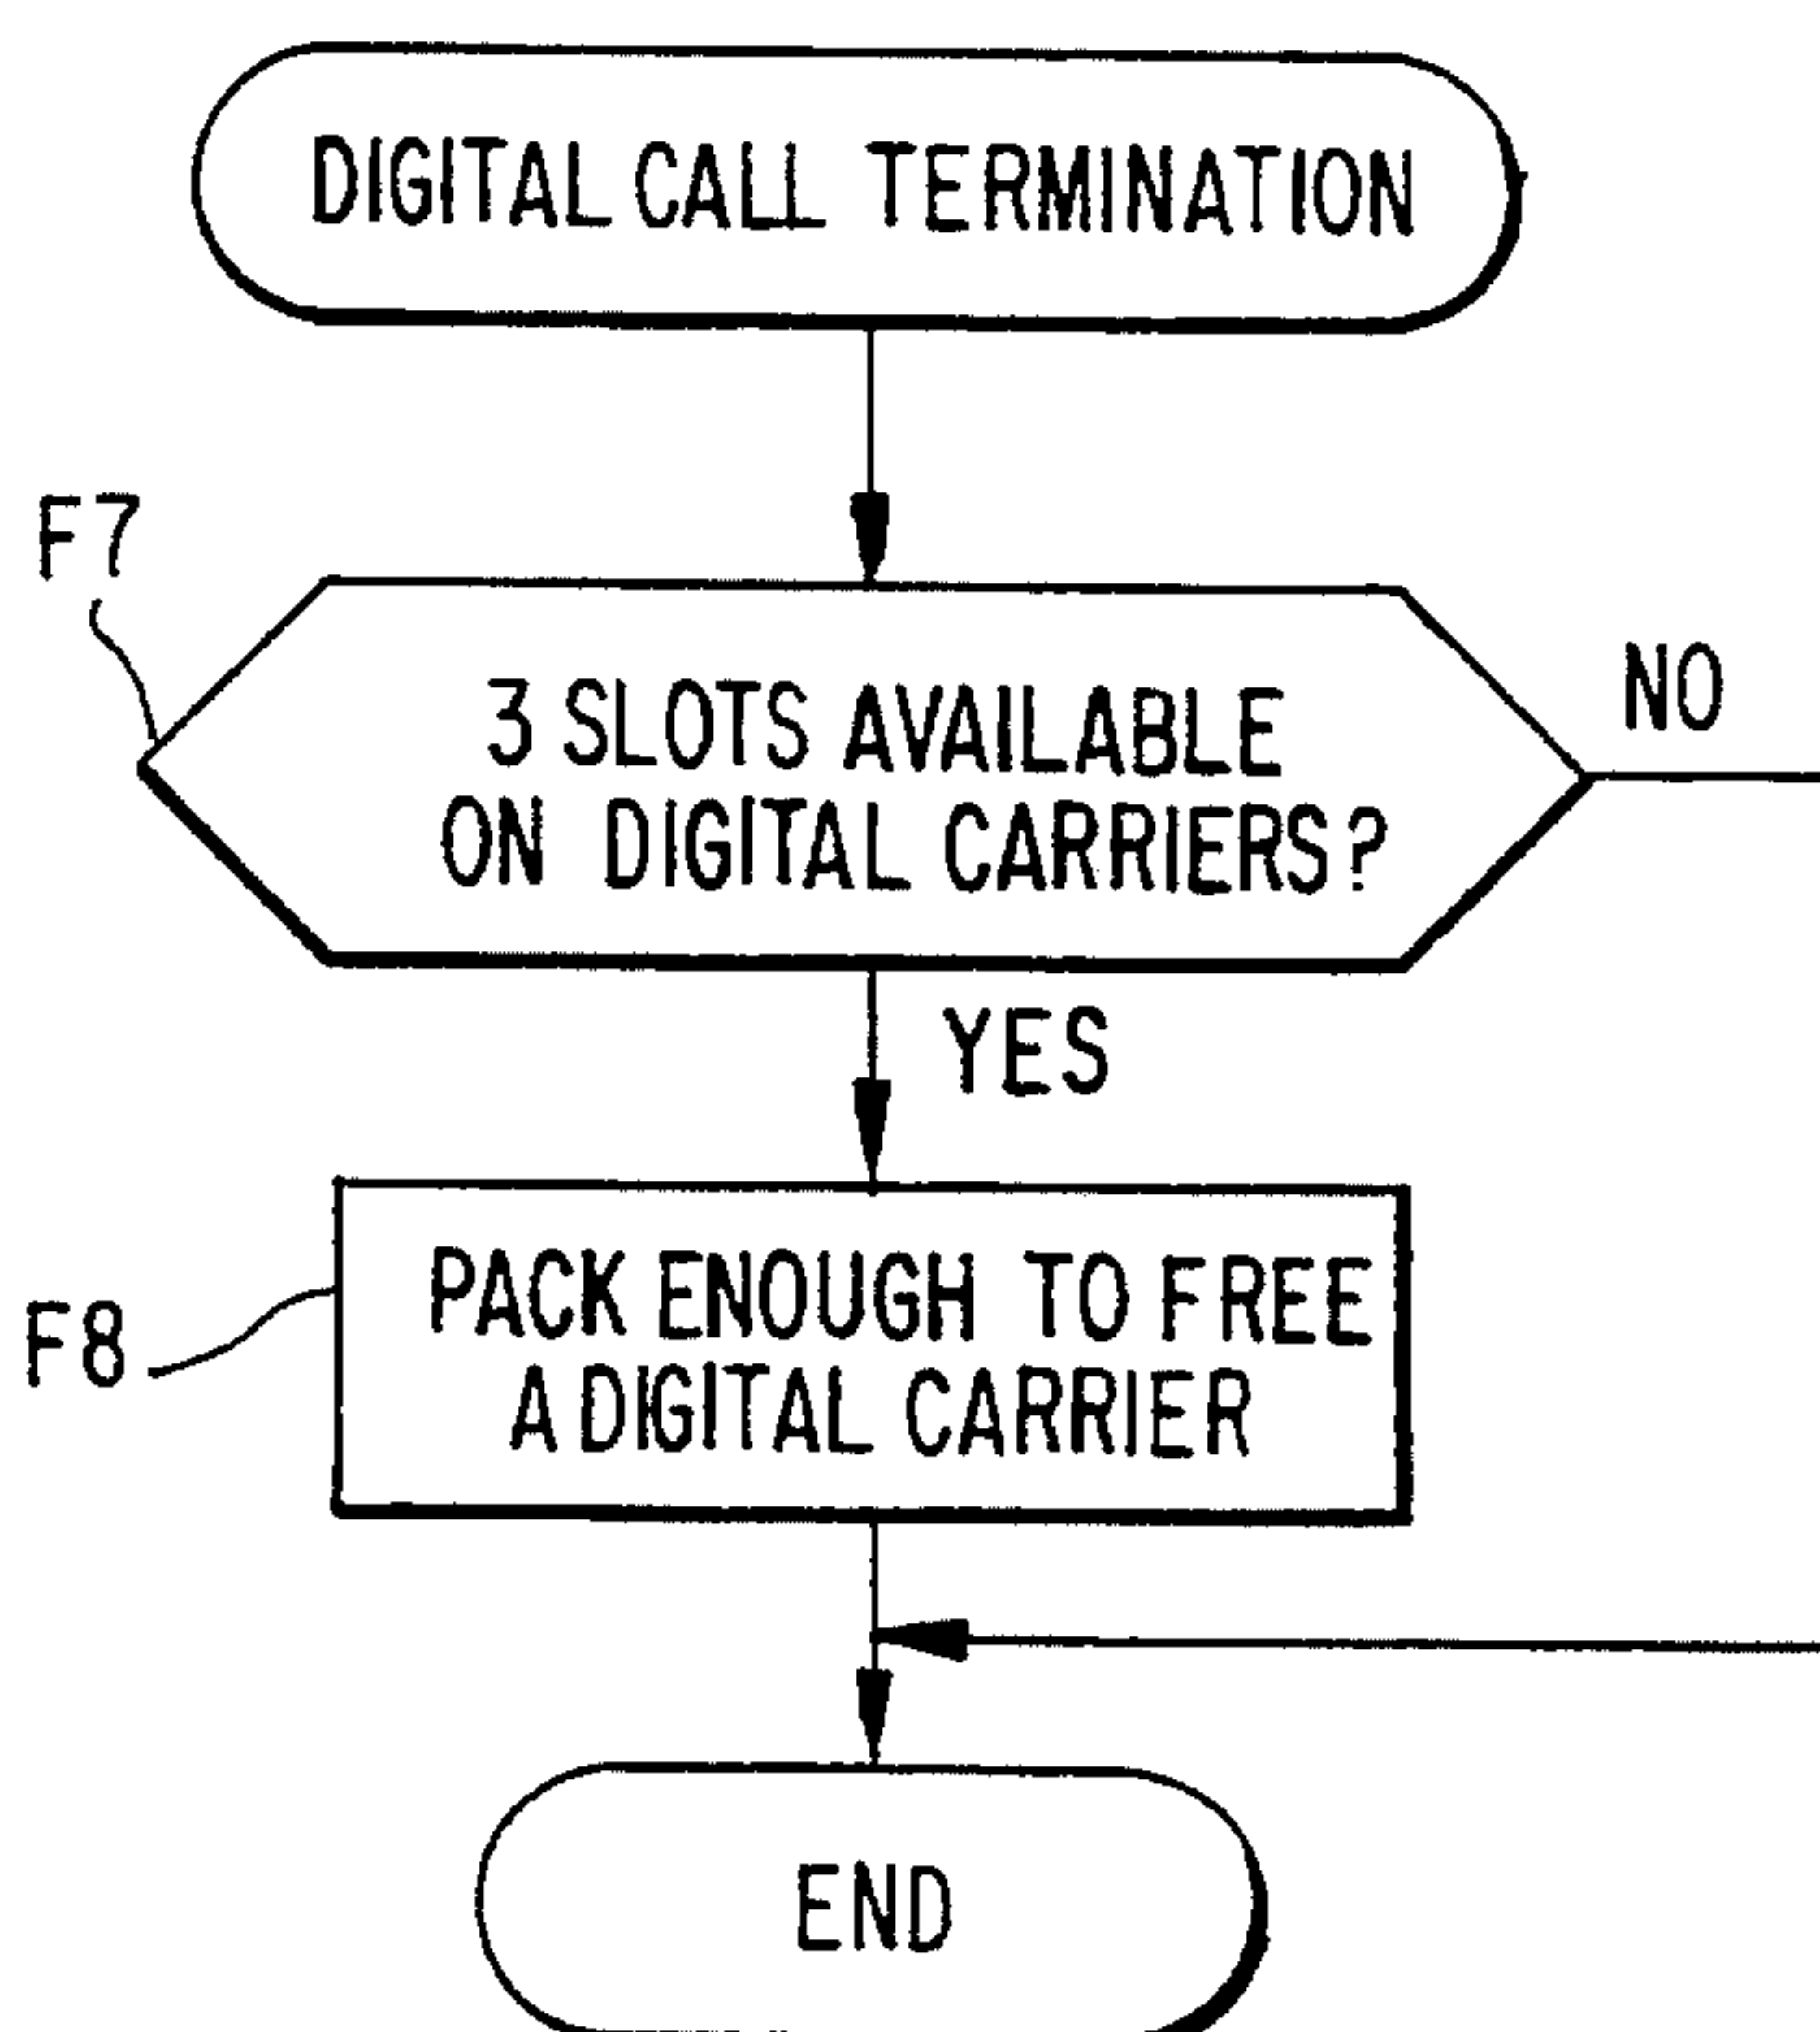 DIGITAL CALL TERMINATION
F7
3 SLOTS AVAILABLE
ON DIGITAL CARRIERS?
NO
YES
F8
PACK ENOUGH TO FREE
A DIGITAL CARRIER
END